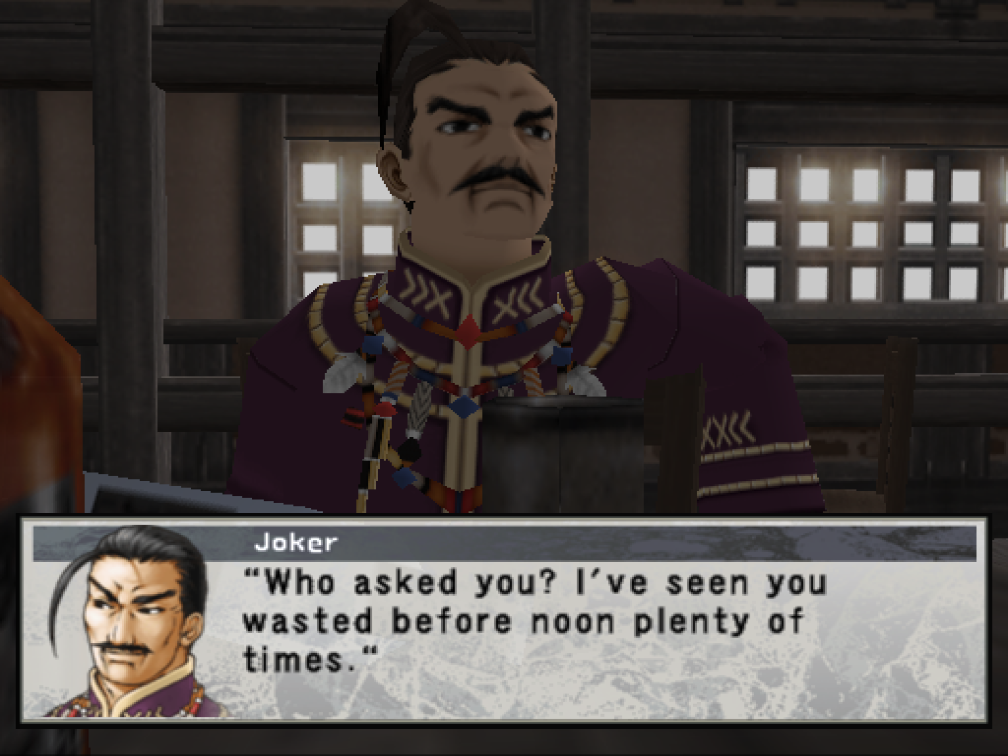 Joker
“Who asked you? I've seen you
wasted before noon plenty of
times.“